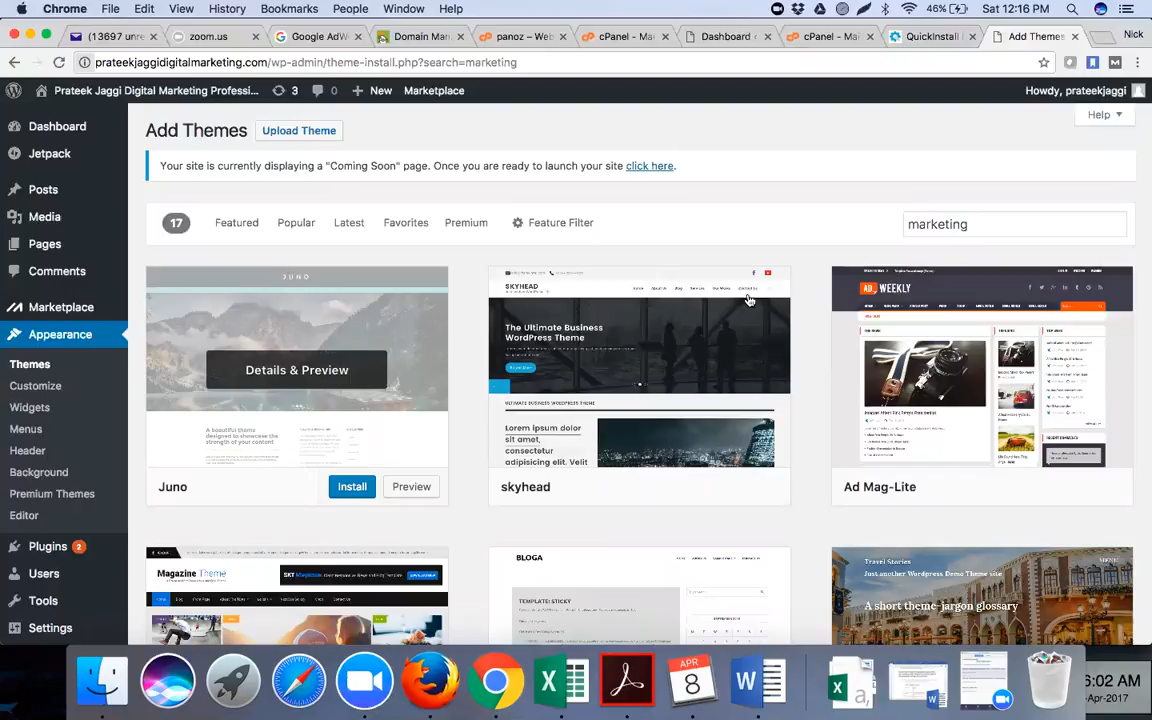 Chrome File Edit View History Bookmarks People Window Help 46% Sat 12:16 PM
(13697 unre zoom.us Google AdW Domain Man panoz – Web cPanel - Ma Dashboard cPanel - Ma QuickInstall Add Themes Nick
prateekjaggidigitalmarketing.com/wp-admin/theme-install.php?search=marketing
Prateek Jaggi Digital Marketing Professi... 3 0 New Marketplace Howdy, prateekjaggi
Dashboard
Jetpack
Posts
Media
Pages
Comments
Marketplace
Appearance
Themes
Customize
Widgets
Menus
Header
Background
Premium Themes
Editor
Plugins 2
Users
Tools
Settings
Add Themes Upload Theme Help
Your site is currently displaying a "Coming Soon" page. Once you are ready to launch your site click here.
17 Featured Popular Latest Favorites Premium Feature Filter marketing
JUNO
Details & Preview
A beautiful theme
designed to showcase the
strength of your content
Juno Install Preview
SKYHEAD
The Ultimate Business
WordPress Theme
ULTIMATE BUSINESS WORDPRESS THEME
Lorem ipsum dolor
sit amet,
consectetur
adipisicing elit. Velit
skyhead
AD WEEKLY
Ad Mag-Lite
Magazine Theme
BLOGA
TEMPLATE: STICKY
Travel Stories
Just another Wordpress Demo Theme site
A short theme-jargon glossary
APR
8
6:02 AM
-Apr-2017